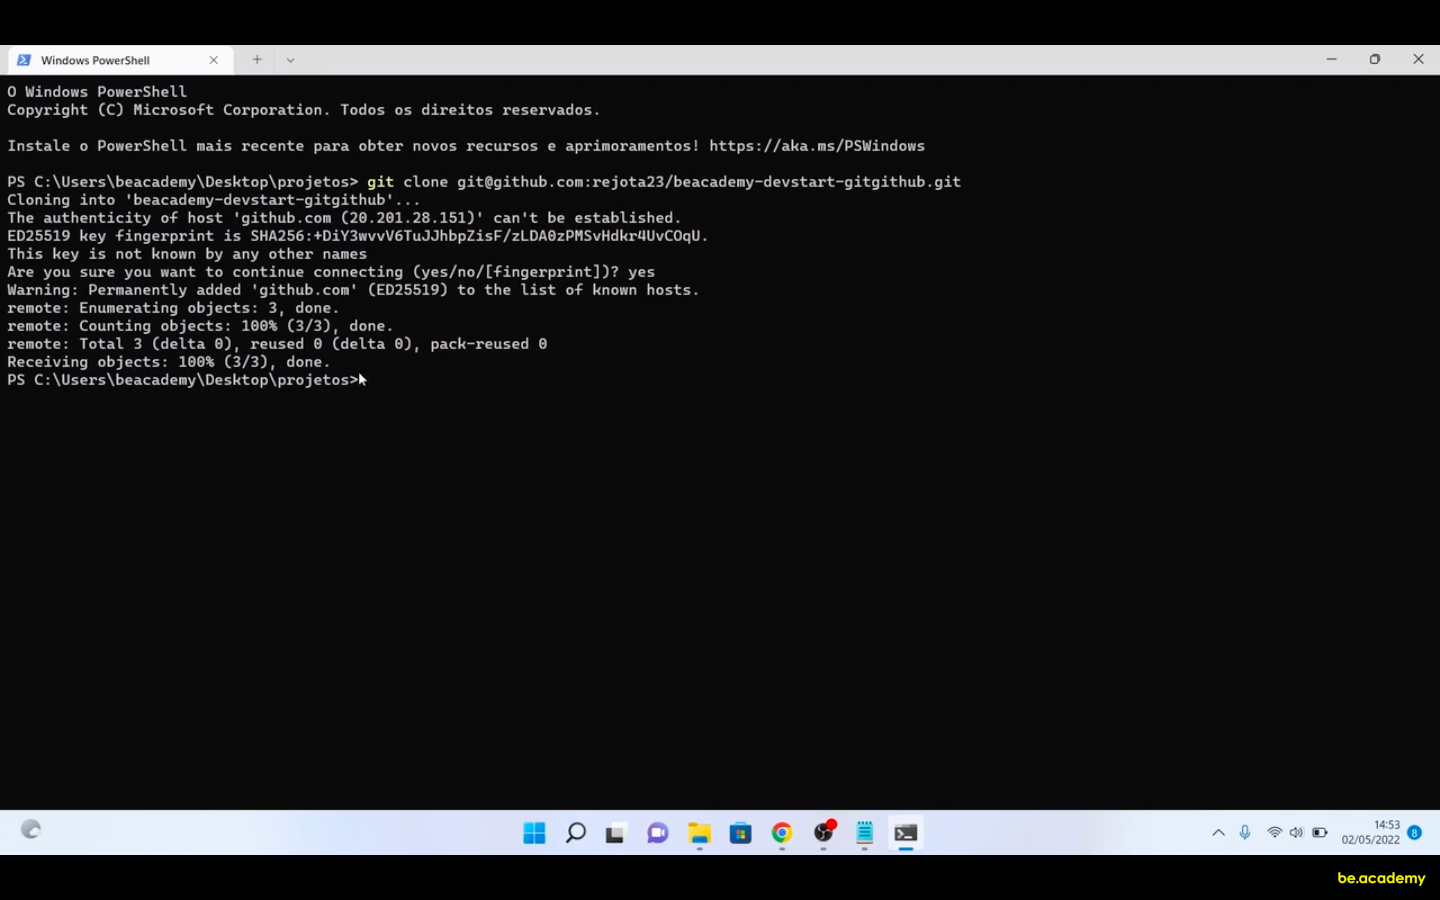 Windows PowerShell
O Windows PowerShell
Copyright (C) Microsoft Corporation. Todos os direitos reservados.
Instale o PowerShell mais recente para obter novos recursos e aprimoramentos! https://aka.ms/PSWindows
PS C:\Users\beacademy\Desktop\projetos> git clone git@github.com:rejota23/beacademy-devstart-gitgithub.git
Cloning into 'beacademy-devstart-gitgithub'...
The authenticity of host 'github.com (20.201.28.151)' can't be established.
ED25519 key fingerprint is SHA256:+DiY3wvvV6TuJJhbpZisF/zLDA0zPMSvHdkr4UvCOqU.
This key is not known by any other names
Are you sure you want to continue connecting (yes/no/[fingerprint])? yes
Warning: Permanently added 'github.com' (ED25519) to the list of known hosts.
remote: Enumerating objects: 3, done.
remote: Counting objects: 100% (3/3), done.
remote: Total 3 (delta 0), reused 0 (delta 0), pack-reused 0
Receiving objects: 100% (3/3), done.
PS C:\Users\beacademy\Desktop\projetos>
14:53
02/05/2022
8
be.academy